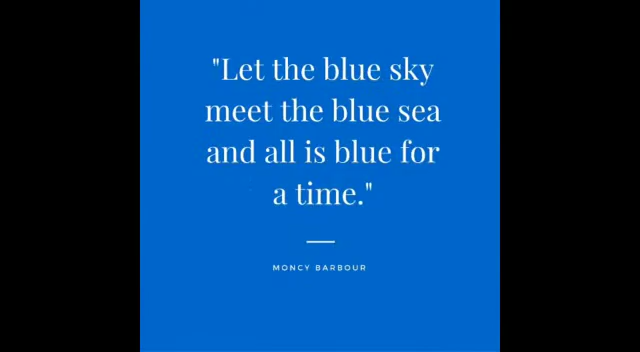 "Let the blue sky
meet the blue sea
and all is blue for
a time."
MONCY BARBOUR